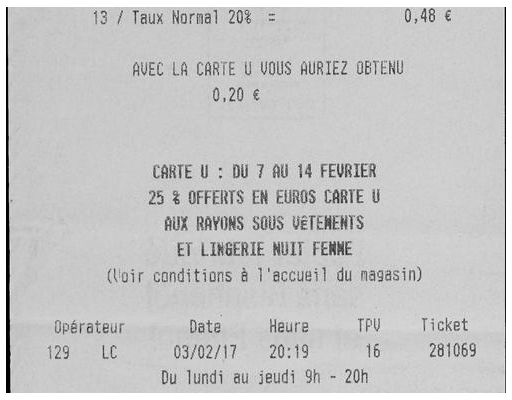 13 / Taux Normal 20% = 0,48 €
AVEC LA CARTE U VOUS AURIEZ OBTENU
0,20 €
CARTE U : DU 7 AU 14 FEVRIER
25 % OFFERTS EN EUROS CARTE U
AUX RAYONS SOUS VêTEMENTS
ET LINGERIE NUIT FEMME
(Voir conditions à l'accueil du magasin)
Opérateur Date Heure TPV Ticket
129 LC 03/02/17 20:19 16 281069
Du lundi au jeudi 9h - 20h